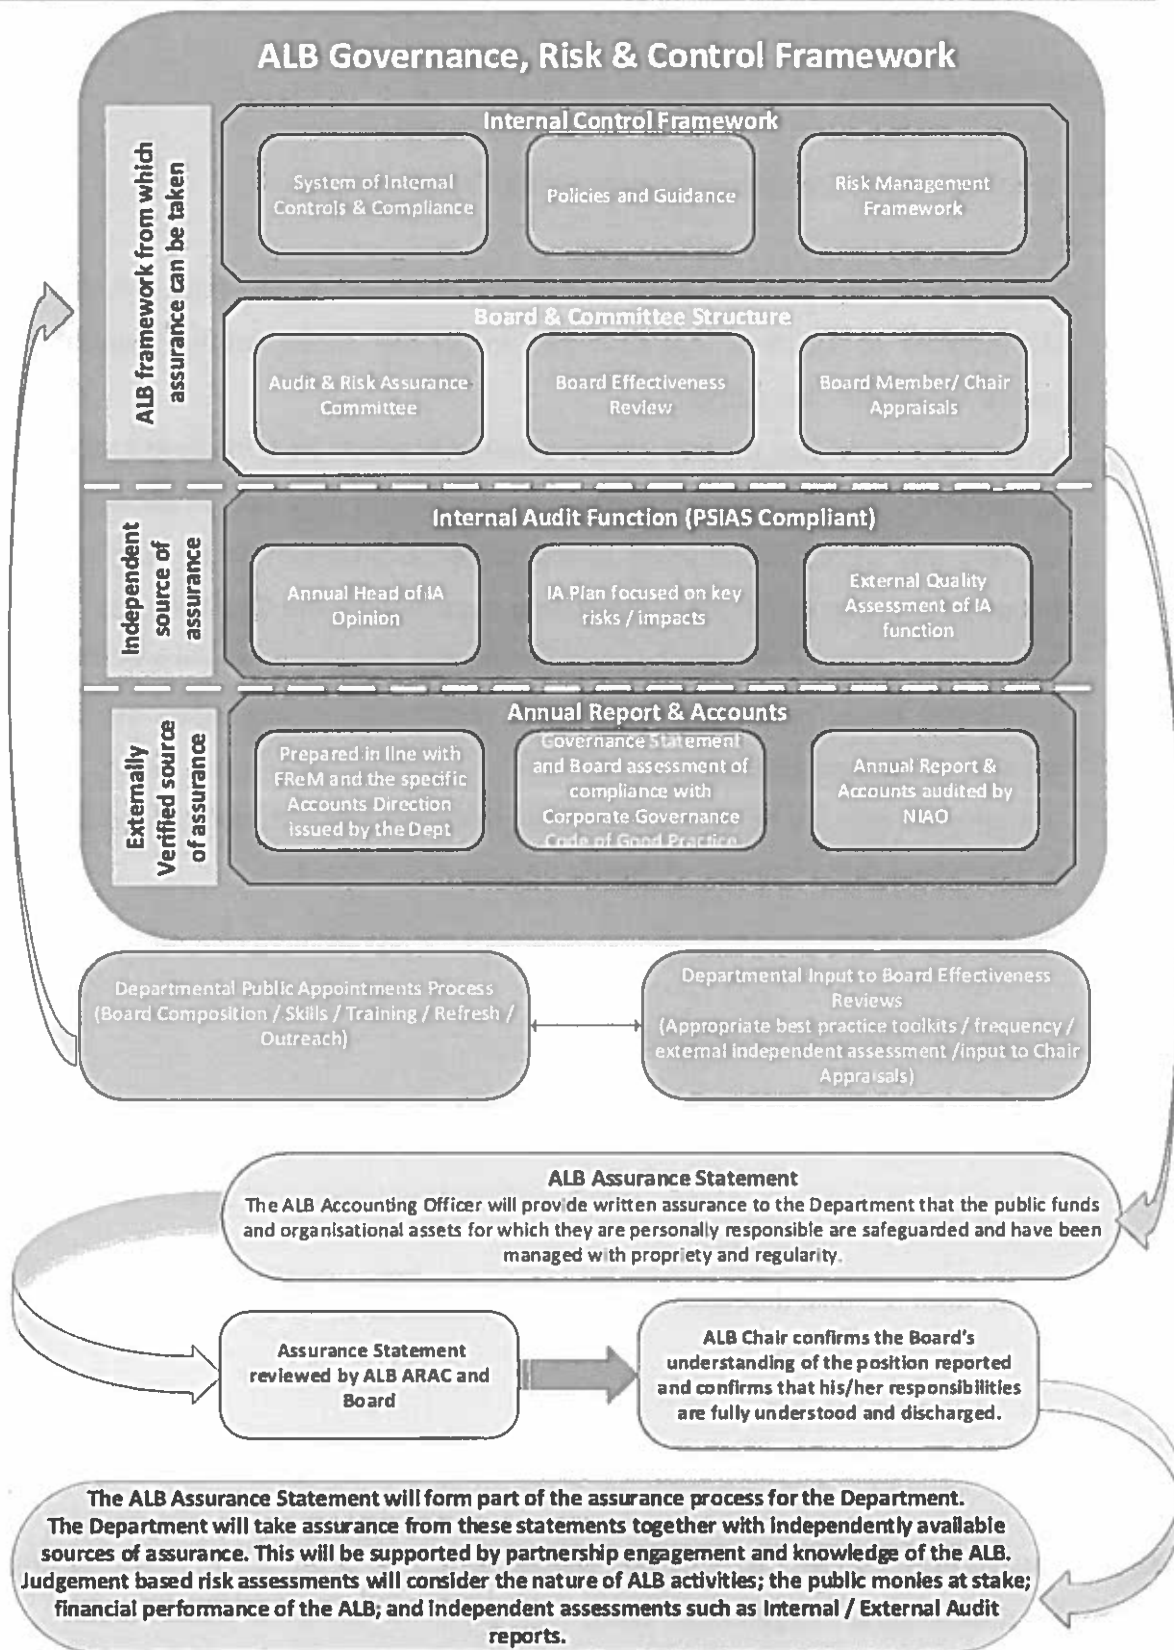 ALB Governance, Risk & Control Framework
ALB framework from which
assurance can be taken
Internal Control Framework
System of Internal
Controls & Compliance
Policies and Guidance
Risk Management
Framework
Board & Committee Structure
Audit & Risk Assurance
Committee
Board Effectiveness
Review
Board Member/ Chair
Appraisals
Independent
source of
assurance
Internal Audit Function (PSIAS Compliant)
Annual Head of IA
Opinion
IA Plan focused on key
risks / impacts
External Quality
Assessment of IA
function
Externally
Verified source
of assurance
Annual Report & Accounts
Prepared in line with
FReM and the specific
Accounts Direction
issued by the Dept
Governance Statement
and Board assessment of
compliance with
Corporate Governance
Code of Good Practice
Annual Report &
Accounts audited by
NIAO
Departmental Public Appointments Process
(Board Composition / Skills / Training / Refresh /
Outreach)
Departmental Input to Board Effectiveness
Reviews
(Appropriate best practice toolkits / frequency /
external independent assessment /input to Chair
Appraisals)
ALB Assurance Statement
The ALB Accounting Officer will provide written assurance to the Department that the public funds
and organisational assets for which they are personally responsible are safeguarded and have been
managed with propriety and regularity.
Assurance Statement
reviewed by ALB ARAC and
Board
ALB Chair confirms the Board's
understanding of the position reported
and confirms that his/her responsibilities
are fully understood and discharged.
The ALB Assurance Statement will form part of the assurance process for the Department.
The Department will take assurance from these statements together with independently available
sources of assurance. This will be supported by partnership engagement and knowledge of the ALB.
Judgement based risk assessments will consider the nature of ALB activities; the public monies at stake;
financial performance of the ALB; and independent assessments such as Internal / External Audit
reports.